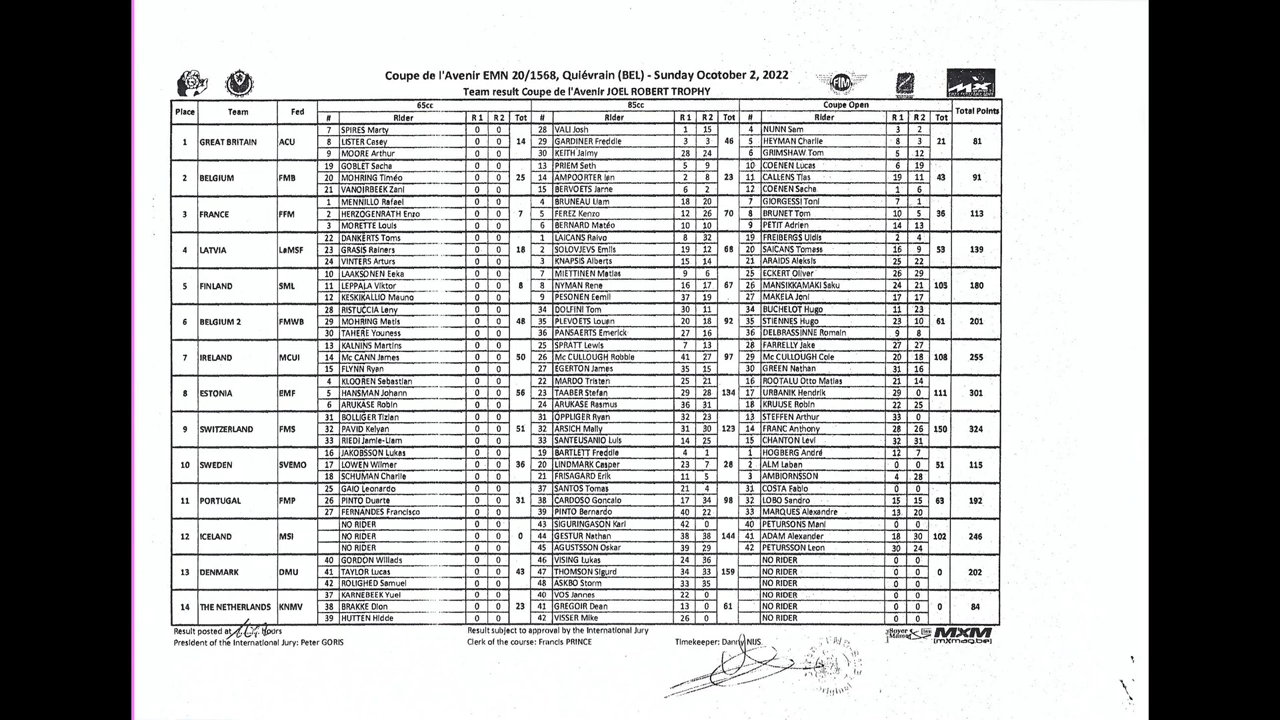 Coupe de l'Avenir EMN 20/1568, Quiévrain (BEL) - Sunday Ocotober 2, 2022
Team result Coupe de l'Avenir JOEL ROBERT TROPHY
FIM
Place Team Fed 65cc 85cc Coupe Open Total Points
# Rider R 1 R 2 Tot # Rider R 1 R 2 Tot # Rider R 1 R 2 Tot
7 SPIRES Marty 0 0 28 VALI Josh 1 15 4 NUNN Sam 3 2
1 GREAT BRITAIN ACU 8 LISTER Casey 0 0 14 29 GARDINER Freddie 3 3 46 5 HEYMAN Charlie 8 3 21 81
9 MOORE Arthur 0 0 30 KEITH Jaimy 28 24 6 GRIMSHAW Tom 5 12
19 GOBLET Sacha 0 0 13 PRIEM Seth 5 9 10 COENEN Lucas 6 19
2 BELGIUM FMB 20 MOHRING Timéo 0 0 25 14 AMPOORTER Ian 2 8 23 11 CALLENS Tias 19 11 43 91
21 VANOIRBEEK Zani 0 0 15 BERVOETS Jarne 6 2 12 COENEN Sacha 1 6
1 MENNILLO Rafael 0 0 4 BRUNEAU Liam 18 20 7 GIORGESSI Toni 7 1
3 FRANCE FFM 2 HERZOGENRATH Enzo 0 0 7 5 FEREZ Kenzo 12 26 70 8 BRUNET Tom 10 5 36 113
3 MORETTE Louis 0 0 6 BERNARD Matéo 10 10 9 PETIT Adrien 14 13
22 DANKERTS Toms 0 0 1 LAICANS Raivo 8 32 19 FREIBERGS Uldis 2 4
4 LATVIA LaMSF 23 GRASIS Rainers 0 0 18 2 SOLOVJEVS Emils 19 12 68 20 SAICANS Tomass 16 9 53 139
24 VINTERS Arturs 0 0 3 KNAPSIS Alberts 15 14 21 ARAIDS Aleksis 25 22
10 LAAKSONEN Eeka 0 0 7 MIETTINEN Matias 9 6 25 ECKERT Oliver 26 29
5 FINLAND SML 11 LEPPALA Viktor 0 0 8 8 NYMAN Rene 16 17 67 26 MANSIKKAMAKI Saku 24 21 105 180
12 KESKIKALLIO Mauno 0 0 9 PESONEN Eemil 37 19 27 MAKELA Joni 17 17
28 RISTUCCIA Leny 0 0 34 DOLFINI Tom 30 11 34 BUCHELOT Hugo 11 23
6 BELGIUM 2 FMWB 29 MOHRING Matis 0 0 48 35 PLEVOETS Louan 20 18 92 35 STIENNES Hugo 23 10 61 201
30 TAHERE Youness 0 0 36 PANSAERTS Emerick 27 16 36 DELBRASSINNE Romain 9 8
13 KALNINS Martins 0 0 25 SPRATT Lewis 7 13 28 FARRELLY Jake 27 27
7 IRELAND MCUI 14 Mc CANN James 0 0 50 26 Mc CULLOUGH Robbie 41 27 97 29 Mc CULLOUGH Cole 20 18 108 255
15 FLYNN Ryan 0 0 27 EGERTON James 35 15 30 GREEN Nathan 31 16
4 KLOOREN Sebastian 0 0 22 MARDO Tristen 25 21 16 ROOTALU Otto Matias 21 14
8 ESTONIA EMF 5 HANSMAN Johann 0 0 56 23 TAABER Stefan 29 28 134 17 URBANIK Hendrik 29 0 111 301
6 ARUKASE Robin 0 0 24 ARUKASE Rasmus 36 31 18 KRUUSE Robin 22 25
31 BOLLIGER Tizian 0 0 31 OPPLIGER Ryan 32 23 13 STEFFEN Arthur 33 0
9 SWITZERLAND FMS 32 PAVID Kelyan 0 0 51 32 ARSICH Mally 31 30 123 14 FRANC Anthony 28 26 150 324
33 RIEDI Jamie-Liam 0 0 33 SANTEUSANIO Luis 14 25 15 CHANTON Levi 32 31
16 JAKOBSSON Lukas 0 0 19 BARTLETT Freddie 4 1 1 HOGBERG André 12 7
10 SWEDEN SVEMO 17 LOWEN Wilmer 0 0 36 20 LINDMARK Casper 23 7 28 2 ALM Laban 0 0 51 115
18 SCHUMAN Charlie 0 0 21 FRISAGARD Erik 11 5 3 AMBJORNSSON 4 28
25 GAIO Leonardo 0 0 37 SANTOS Tomas 21 4 31 COSTA Fabio 0 0
11 PORTUGAL FMP 26 PINTO Duarte 0 0 31 38 CARDOSO Goncalo 17 34 98 32 LOBO Sandro 15 15 63 192
27 FERNANDES Francisco 0 0 39 PINTO Bernardo 40 22 33 MARQUES Alexandre 13 20
NO RIDER 0 0 43 SIGURINGASON Karl 42 0 40 PETURSONS Mani 0 0
12 ICELAND MSI NO RIDER 0 0 0 44 GESTUR Nathan 38 38 144 41 ADAM Alexander 18 30 102 246
NO RIDER 0 0 45 AGUSTSSON Oskar 39 29 42 PETURSSON Leon 30 24
40 GORDON Willads 0 0 46 VISING Lukas 24 36 NO RIDER 0 0
13 DENMARK DMU 41 TAYLOR Lucas 0 0 43 47 THOMSON Sigurd 34 33 159 NO RIDER 0 0 0 202
42 ROLIGHED Samuel 0 0 48 ASKBO Storm 33 35 NO RIDER 0 0
37 KARNEBEEK Yuel 0 0 40 VOS Jannes 22 0 NO RIDER 0 0
14 THE NETHERLANDS KNMV 38 BRAKKE Dion 0 0 23 41 GREGOIR Dean 13 0 61 NO RIDER 0 0 0 84
39 HUTTEN Hidde 0 0 42 VISSER Mike 26 0 NO RIDER 0 0
Result posted at Hoors Result subject to approval by the International Jury
President of the International Jury: Peter GORIS Clerk of the course: Francis PRINCE Timekeeper: Danny NIJS
MXM
(mxmag.be)